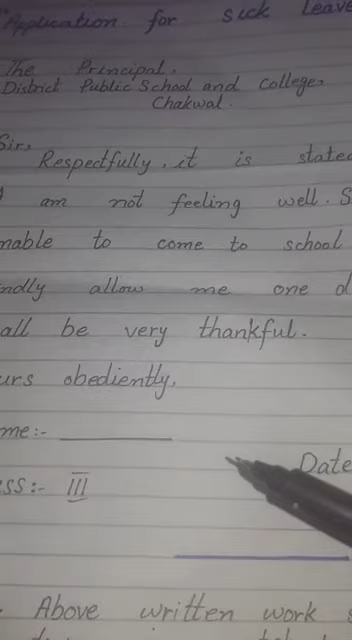 "Application for sick leave
The Principal,
District Public School and College,
Chakwal.
Sir,
Respectfully, it is stated
am not feeling well. S
nable to come to school
ndly allow me one d
all be very thankful.
urs obediently,
me:-
Date
ss:- III
Above written work